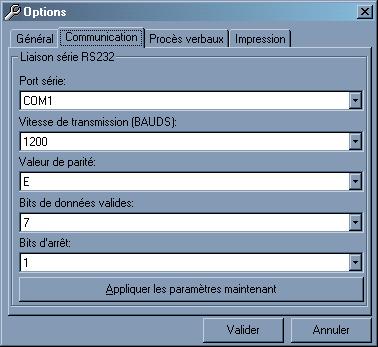 Options
Général Communication Procès verbaux Impression
Liaison série RS232
Port série:
COM1
Vitesse de transmission (BAUDS):
1200
Valeur de parité:
E
Bits de données valides:
7
Bits d'arrêt:
1
Appliquer les paramètres maintenant
Valider Annuler